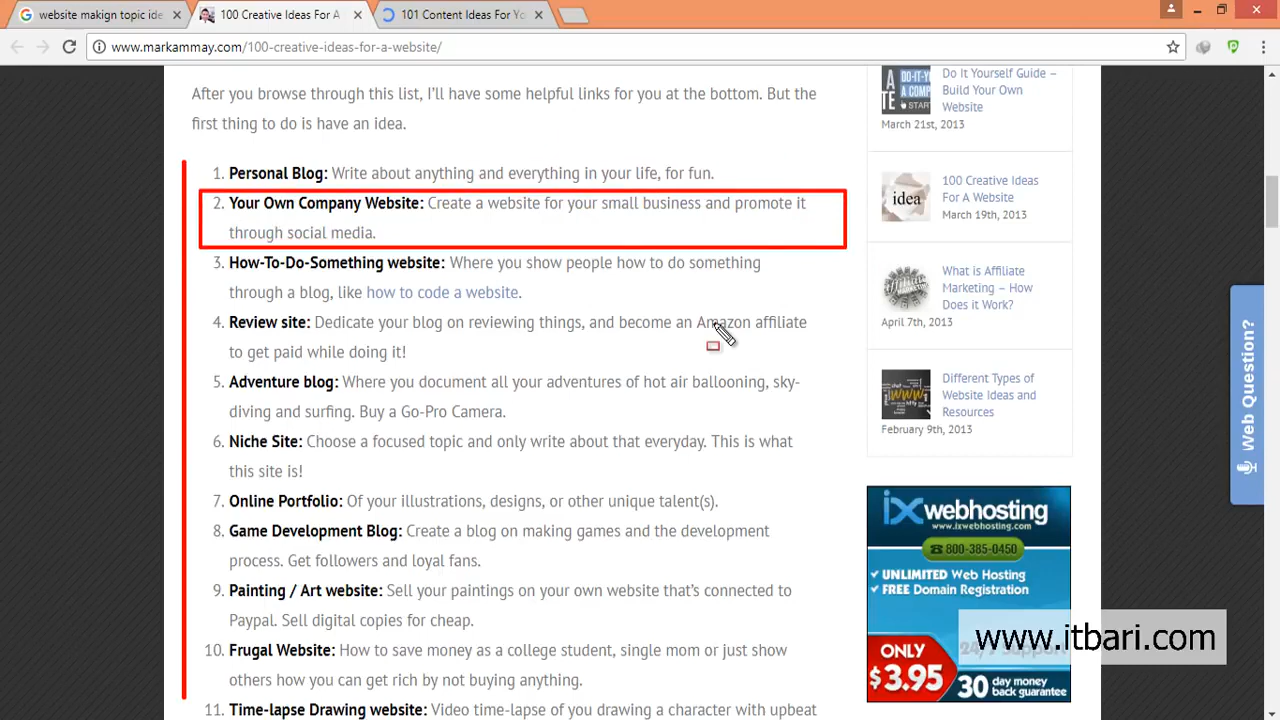 website makign topic ide
100 Creative Ideas For A
101 Content Ideas For Yo
www.markammay.com/100-creative-ideas-for-a-website/
After you browse through this list, I'll have some helpful links for you at the bottom. But the
first thing to do is have an idea.
1. Personal Blog: Write about anything and everything in your life, for fun.
2. Your Own Company Website: Create a website for your small business and promote it
through social media.
3. How-To-Do-Something website: Where you show people how to do something
through a blog, like how to code a website.
4. Review site: Dedicate your blog on reviewing things, and become an Amazon affiliate
to get paid while doing it!
5. Adventure blog: Where you document all your adventures of hot air ballooning, sky-
diving and surfing. Buy a Go-Pro Camera.
6. Niche Site: Choose a focused topic and only write about that everyday. This is what
this site is!
7. Online Portfolio: Of your illustrations, designs, or other unique talent(s).
8. Game Development Blog: Create a blog on making games and the development
process. Get followers and loyal fans.
9. Painting / Art website: Sell your paintings on your own website that's connected to
Paypal. Sell digital copies for cheap.
10. Frugal Website: How to save money as a college student, single mom or just show
others how you can get rich by not buying anything.
11. Time-lapse Drawing website: Video time-lapse of you drawing a character with upbeat
DO-IT-Y
A COMP
START
Do It Yourself Guide –
Build Your Own
Website
March 21st, 2013
idea
100 Creative Ideas
For A Website
March 19th, 2013
What is Affiliate
Marketing – How
Does it Work?
April 7th, 2013
www
Different Types of
Website Ideas and
Resources
February 9th, 2013
Web Question?
ix webhosting
www.ixwebhosting.com
800-385-0450
UNLIMITED Web Hosting
FREE Domain Registration
24/7 Support
ONLY
$3.95
30 day money
back guarantee
www.itbari.com